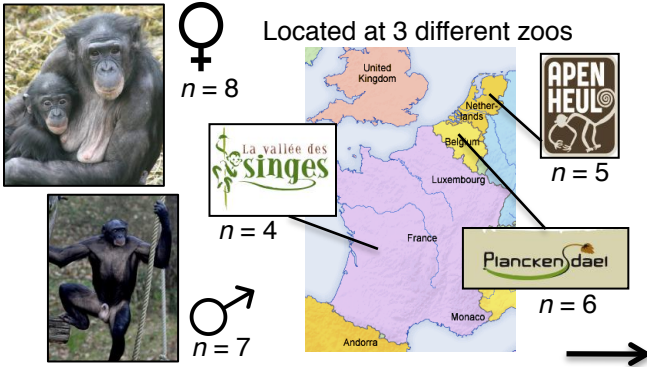 Located at 3 different zoos
n = 8
United
Kingdom
Nether-
lands
Belgium
Luxembourg
France
Monaco
Andorra
APEN
HEUL
n = 5
La vallée des
singes
n = 4
Planckendael
n = 6
n = 7